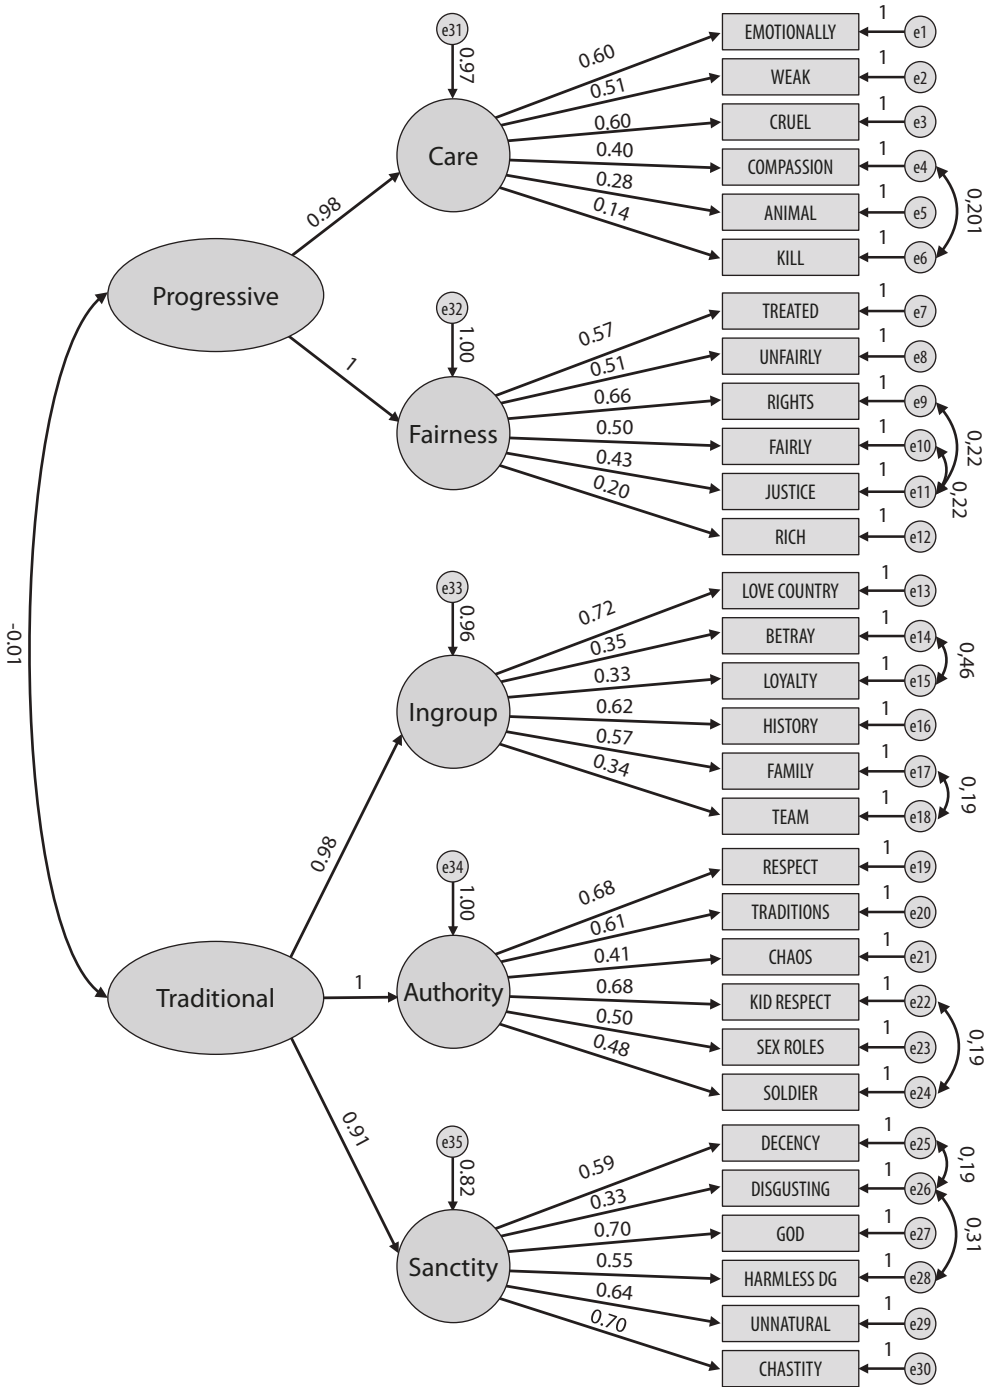 e31
0.97
Care
0.60
0.51
0.60
0.40
0.28
0.14
EMOTIONALLY
1
e1
WEAK
1
e2
CRUEL
1
e3
COMPASSION
1
e4
ANIMAL
1
e5
KILL
1
e6
0,201
Progressive
0.98
1
e32
1.00
Fairness
0.57
0.51
0.66
0.50
0.43
0.20
TREATED
1
e7
UNFAIRLY
1
e8
RIGHTS
1
e9
FAIRLY
1
e10
JUSTICE
1
e11
RICH
1
e12
0,22
0,22
-0.01
e33
0.96
Ingroup
0.72
0.35
0.33
0.62
0.57
0.34
LOVE COUNTRY
1
e13
BETRAY
1
e14
LOYALTY
1
e15
HISTORY
1
e16
FAMILY
1
e17
TEAM
1
e18
0,46
0,19
Traditional
0.98
1
0.91
e34
1.00
Authority
0.68
0.61
0.41
0.68
0.50
0.48
RESPECT
1
e19
TRADITIONS
1
e20
CHAOS
1
e21
KID RESPECT
1
e22
SEX ROLES
1
e23
SOLDIER
1
e24
0,19
e35
0.82
Sanctity
0.59
0.33
0.70
0.55
0.64
0.70
DECENCY
1
e25
DISGUSTING
1
e26
GOD
1
e27
HARMLESS DG
1
e28
UNNATURAL
1
e29
CHASTITY
1
e30
0,19
0,31